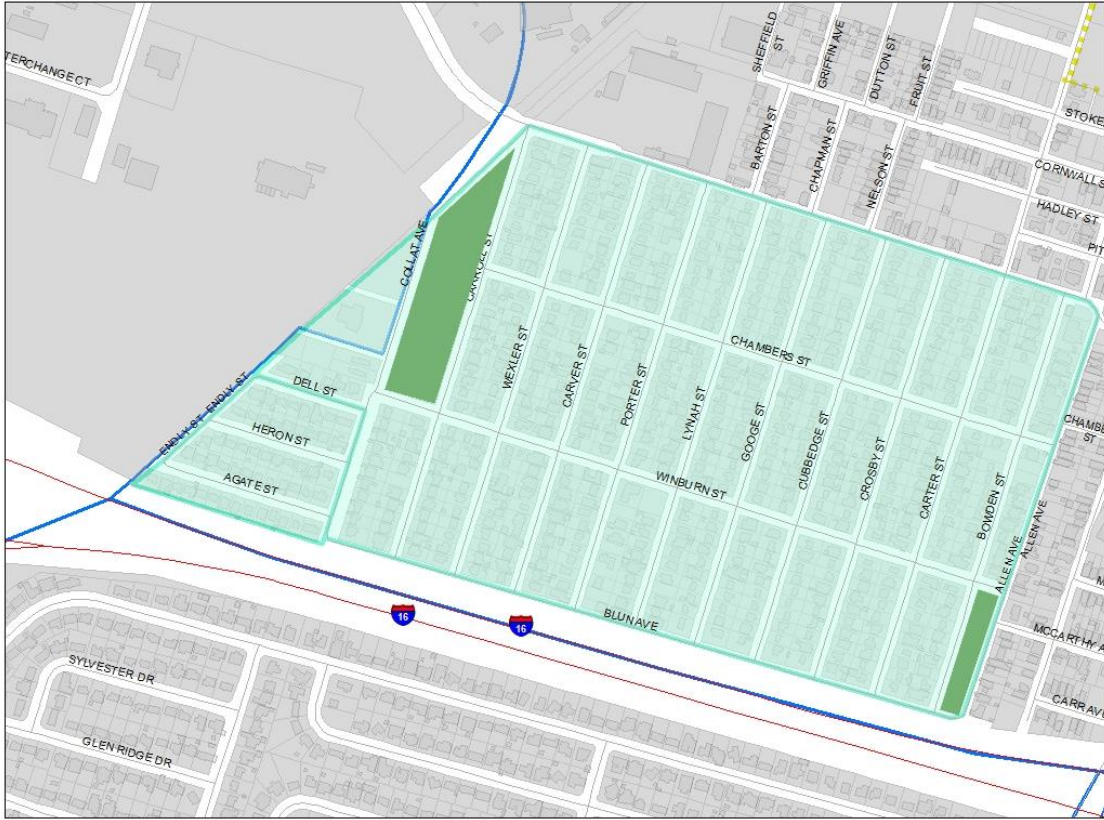 TERCHANGE CT
SHEFFIELD
ST
GRIFFIN AVE
DUTTON ST
FRUIT ST
STOKE
BARTON ST
CHAPMAN ST
NELSON ST
CORNWALL S
HADLEY ST
PIT
COLLAT AVE
CARROLL ST
CHAMBERS ST
WEXLER ST
CARVER ST
PORTER ST
LYNAH ST
GOOGE ST
CUBBEDGE ST
CROSBY ST
CARTER ST
BOWDEN ST
CHAMBE
ST
ENDLY ST
ENDLY ST
DELL ST
HERON ST
AGATE ST
WINBURN ST
ALLEN AVE
ALLEN AVE
M
BLUN AVE
MCCARTHY A
CARR AVE
16
16
SYLVESTER DR
GLEN RIDGE DR